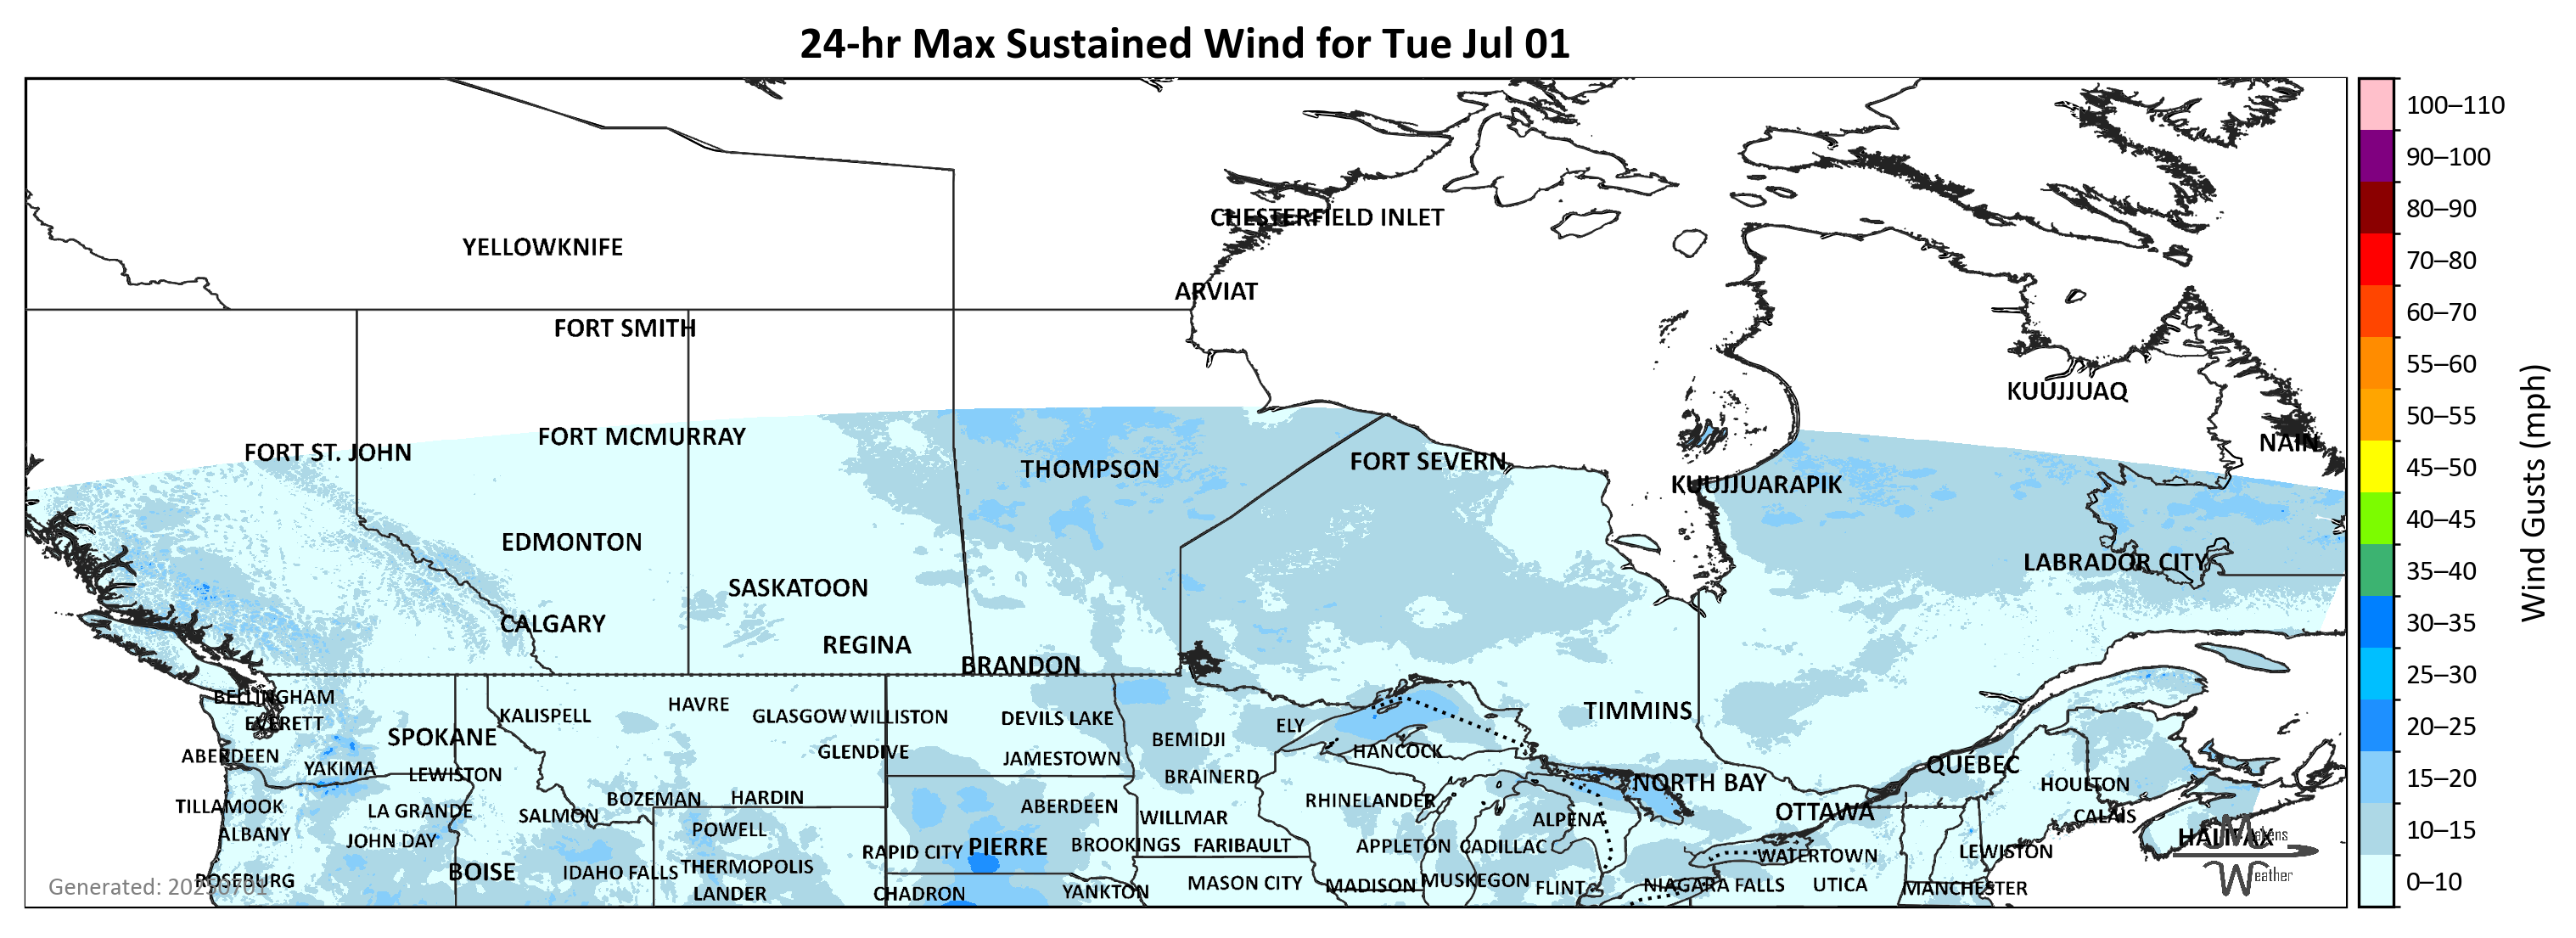 24-hr Max Sustained Wind for Tue Jul 01
100–110
90–100
80–90
70–80
60–70
55–60
50–55
45–50
40–45
35–40
30–35
25–30
20–25
15–20
10–15
0–10
Wind Gusts (mph)
CHESTERFIELD INLET
YELLOWKNIFE
ARVIAT
FORT SMITH
KUUJJUAQ
FORT MCMURRAY
NAIN
FORT ST. JOHN
FORT SEVERN
THOMPSON
KUUJJUARAPIK
EDMONTON
LABRADOR CITY
SASKATOON
CALGARY
REGINA
BRANDON
BELLINGHAM
HAVRE
TIMMINS
KALISPELL
GLASGOW
WILLISTON
DEVILS LAKE
EVERETT
ELY
SPOKANE
BEMIDJI
HANCOCK
GLENDIVE
ABERDEEN
JAMESTOWN
QUÉBEC
YAKIMA
LEWISTON
BRAINERD
NORTH BAY
HOULTON
BOZEMAN
HARDIN
RHINELANDER
TILLAMOOK
ABERDEEN
LA GRANDE
OTTAWA
SALMON
CALAIS
WILLMAR
ALPENA
POWELL
ALBANY
HALIFAX
JOHN DAY
PIERRE
BROOKINGS
FARIBAULT
APPLETON
CADILLAC
RAPID CITY
LEWISTON
WATERTOWN
THERMOPOLIS
BOISE
IDAHO FALLS
Makens
Weather
ROSEBURG
MUSKEGON
MASON CITY
MADISON
NIAGARA FALLS
UTICA
FLINT
MANCHESTER
YANKTON
LANDER
CHADRON
Generated: 20250701